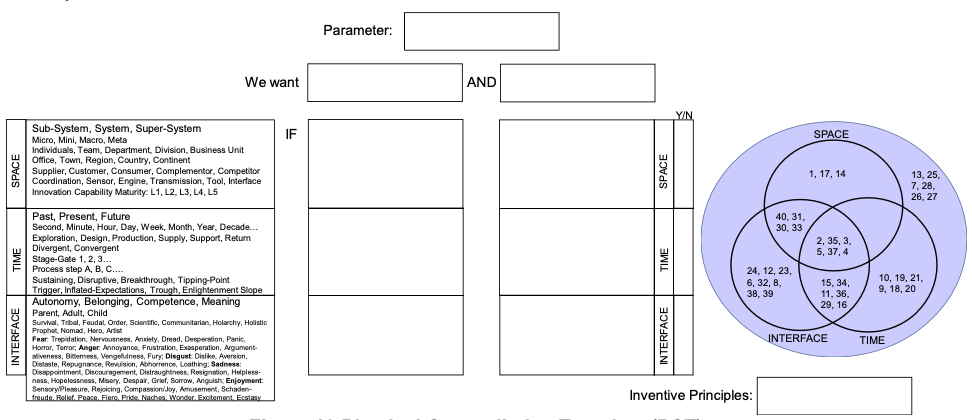 Parameter:
We want
AND
IF
Y/N
SPACE
Sub-System, System, Super-System
Micro, Mini, Macro, Meta
Individuals, Team, Department, Division, Business Unit
Office, Town, Region, Country, Continent
Supplier, Customer, Consumer, Complementor, Competitor
Coordination, Sensor, Engine, Transmission, Tool, Interface
Innovation Capability Maturity: L1, L2, L3, L4, L5
TIME
Past, Present, Future
Second, Minute, Hour, Day, Week, Month, Year, Decade...
Exploration, Design, Production, Supply, Support, Return
Divergent, Convergent
Stage-Gate 1, 2, 3...
Process step A, B, C....
Sustaining, Disruptive, Breakthrough, Tipping-Point
Trigger, Inflated-Expectations, Trough, Enlightenment Slope
INTERFACE
Autonomy, Belonging, Competence, Meaning
Parent, Adult, Child
Survival, Tribal, Feudal, Order, Scientific, Communitarian, Holarchy, Holistic
Prophet, Nomad, Hero, Artist
Fear: Trepidation, Nervousness, Anxiety, Dread, Desperation, Panic,
Horror, Terror; Anger: Annoyance, Frustration, Exasperation, Argument-
ativeness, Bitterness, Vengefulness, Fury; Disgust: Dislike, Aversion,
Distaste, Repugnance, Revulsion, Abhorrence, Loathing; Sadness:
Disappointment, Discouragement, Distraughtness, Resignation, Helpless-
ness, Hopelessness, Misery, Despair, Grief, Sorrow, Anguish; Enjoyment:
Sensory/Pleasure, Rejoicing, Compassion/Joy, Amusement, Schaden-
freude, Relief, Peace, Fiero, Pride, Naches, Wonder, Excitement, Ecstasy
SPACE
TIME
INTERFACE
SPACE
1, 17, 14
13, 25,
7, 28,
26, 27
40, 31,
30, 33
2, 35, 3,
5, 37, 4
24, 12, 23,
6, 32, 8,
38, 39
15, 34,
11, 36,
29, 16
10, 19, 21,
9, 18, 20
INTERFACE
TIME
Inventive Principles: